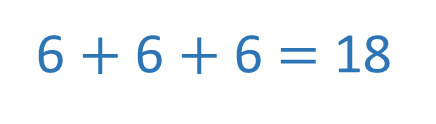 6 + 6 + 6 = 18